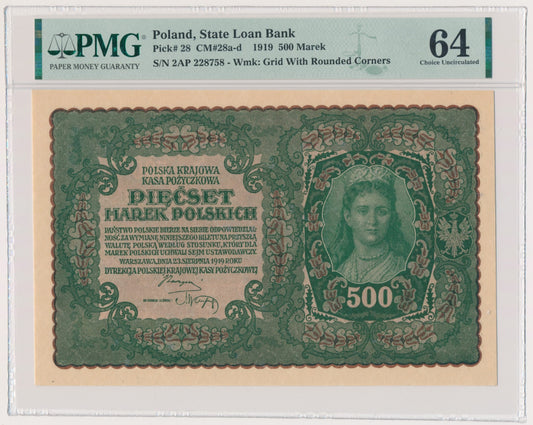 PMG
PAPER MONEY GUARANTY
Poland, State Loan Bank
Pick# 28 CM#28a-d 1919 500 Marek
S/N 2AP 228758 - Wmk: Grid With Rounded Corners
64
Choice Uncirculated
POLSKA KRAJOWA
KASA POŻYCZKOWA
PIĘĆSET
MAREK POLSKICH
PAŃSTWO POLSKIE BIERZE NA SIEBIE ODPOWIEDZIAL-
NOŚĆ ZA WYMIANĘ NINIEJSZEGO BILETU NA PRZYSZŁĄ
WALUTĘ POLSKĄ WEDŁUG STOSUNKU, KTÓRY DLA
MAREK POLSKICH UCHWALI SEJM USTAWODAWCZY.
WARSZAWA, DNIA 23 SIERPNIA 1919 ROKU
DYREKCJA POLSKIEJ KRAJOWEJ KASY POŻYCZKOWEJ
500